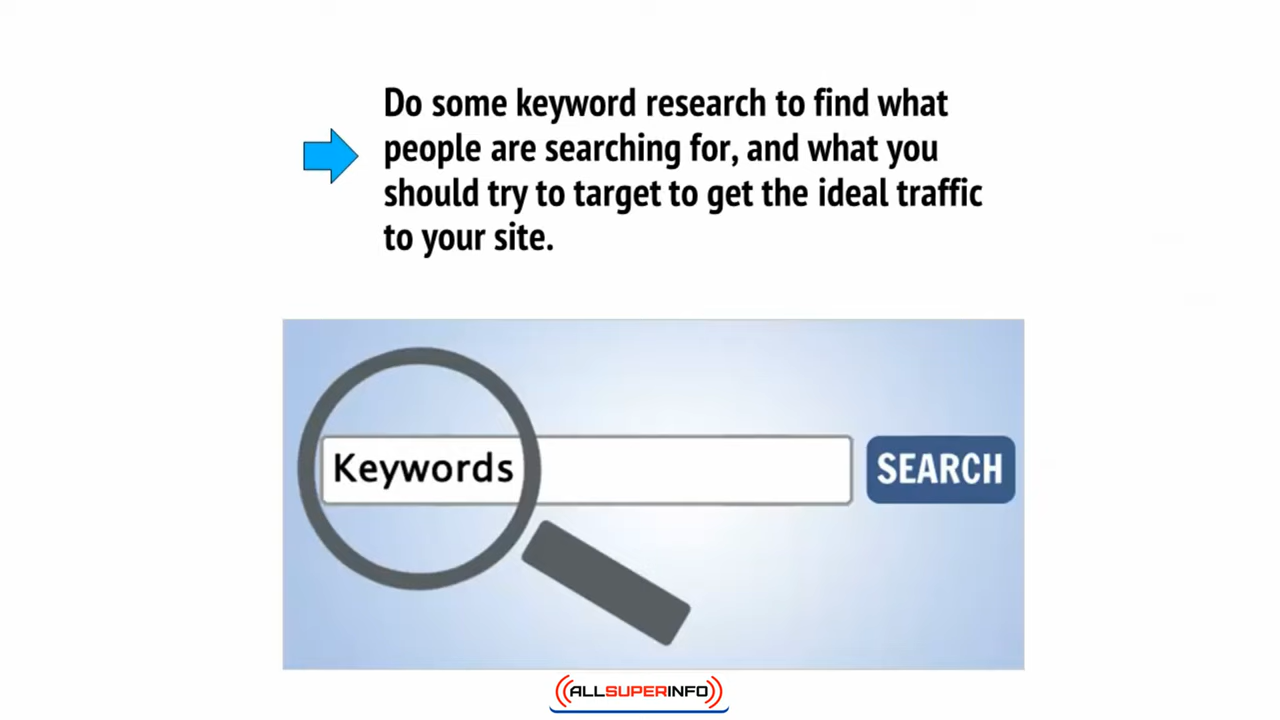 Do some keyword research to find what
people are searching for, and what you
should try to target to get the ideal traffic
to your site.
Keywords
SEARCH
ALLSUPERINFO